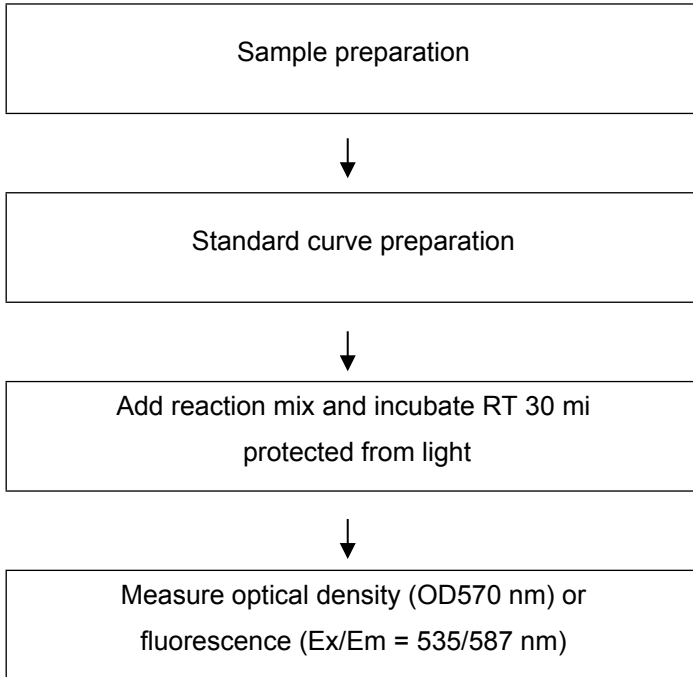 Sample preparation
Standard curve preparation
Add reaction mix and incubate RT 30 mi
protected from light
Measure optical density (OD570 nm) or
fluorescence (Ex/Em = 535/587 nm)